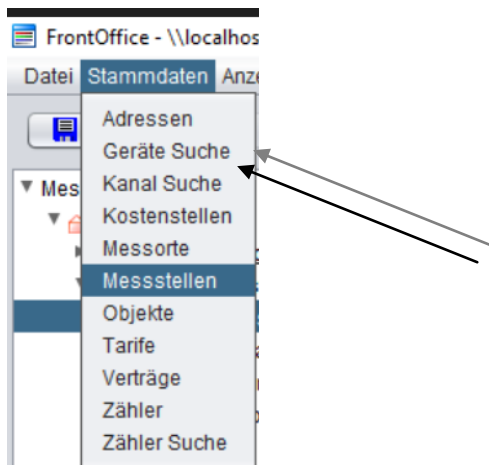 FrontOffice - \\localhos
Datei Stammdaten Anze
Adressen
Geräte Suche
Kanal Suche
Mes
Kostenstellen
Messorte
Messstellen
Objekte
Tarife
Verträge
Zähler
Zähler Suche